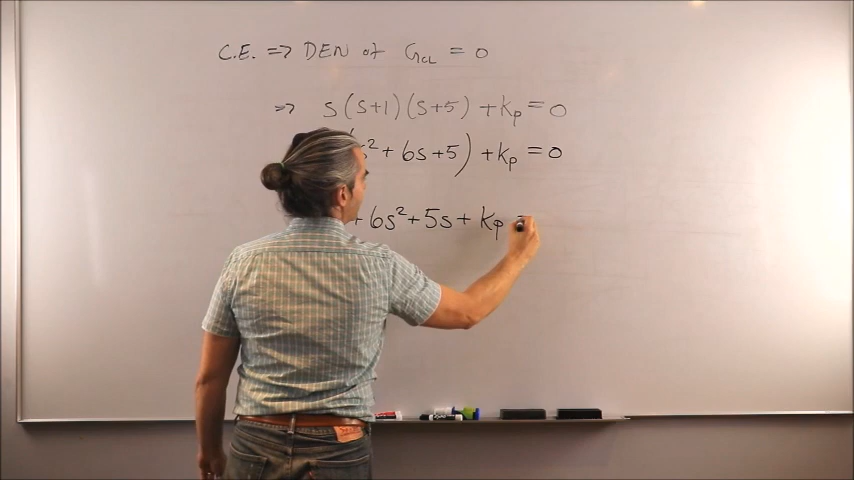 C.E. => DEN of G_CL = 0
=> s(s+1)(s+5) + k_p = 0
s² + 6s + 5) + k_p = 0
+ 6s² + 5s + k_p =